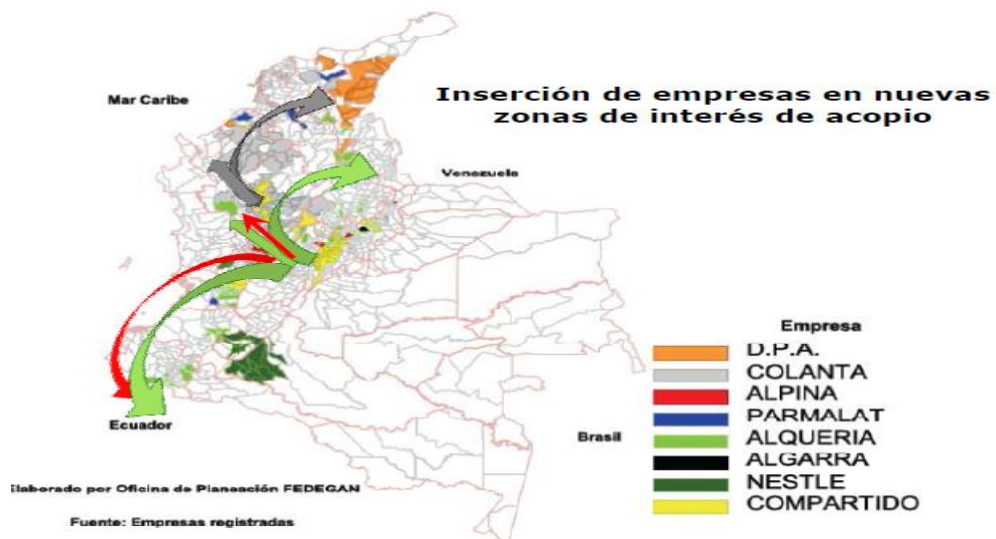 Mar Caribe
Inserción de empresas en nuevas
zonas de interés de acopio
Venezuela
Empresa
D.P.A.
COLANTA
ALPINA
PARMALAT
ALQUERIA
ALGARRA
NESTLE
COMPARTIDO
Ecuador
Brasil
Elaborado por Oficina de Planeación FEDEGAN
Fuente: Empresas registradas